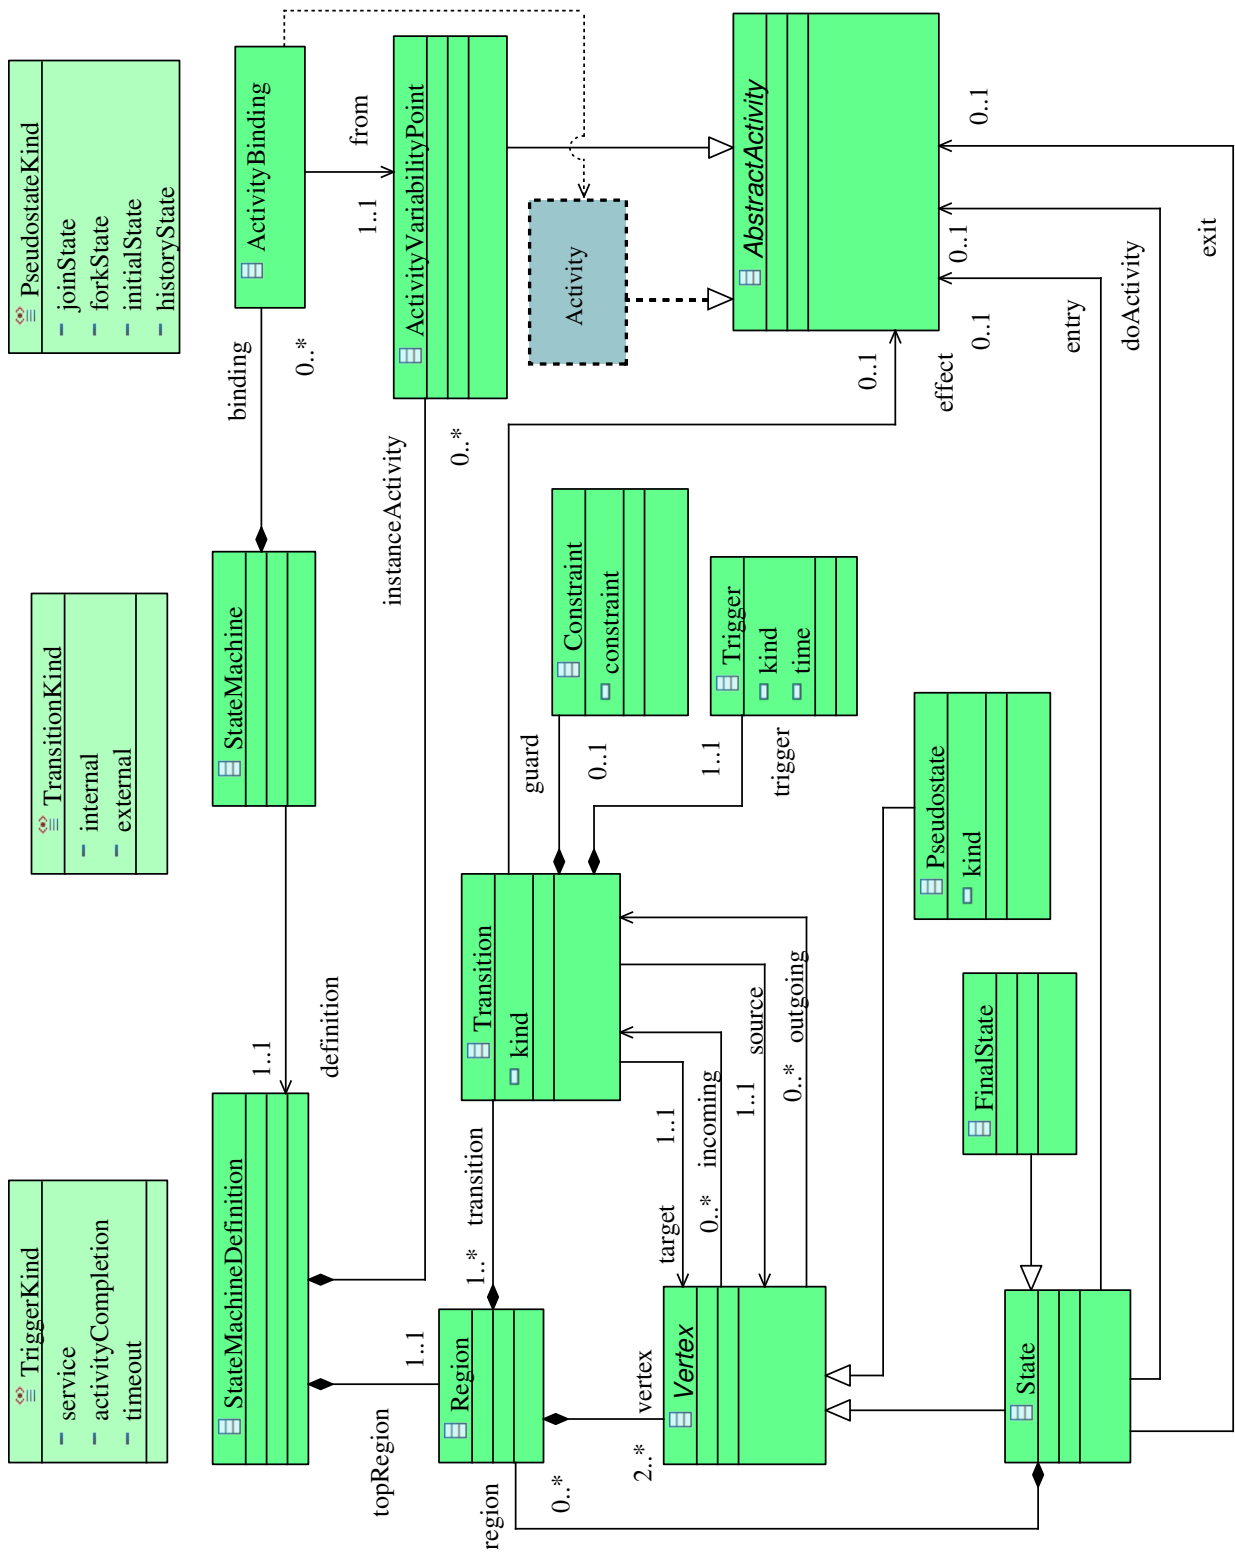 TriggerKind
service
activityCompletion
timeout
TransitionKind
internal
external
PseudostateKind
joinState
forkState
initialState
historyState
StateMachineDefinition
1..1
definition
StateMachine
binding
0..*
ActivityBinding
from
1..1
topRegion
1..1
instanceActivity
0..*
ActivityVariabilityPoint
region
0..*
Region
1..*
transition
Transition
kind
guard
0..1
Constraint
constraint
Activity
2..*
vertex
Vertex
target
1..1
0..*
incoming
1..1
source
0..*
outgoing
1..1
trigger
Trigger
kind
time
AbstractActivity
0..1
effect
0..1
0..1
0..1
Pseudostate
kind
FinalState
State
entry
doActivity
exit